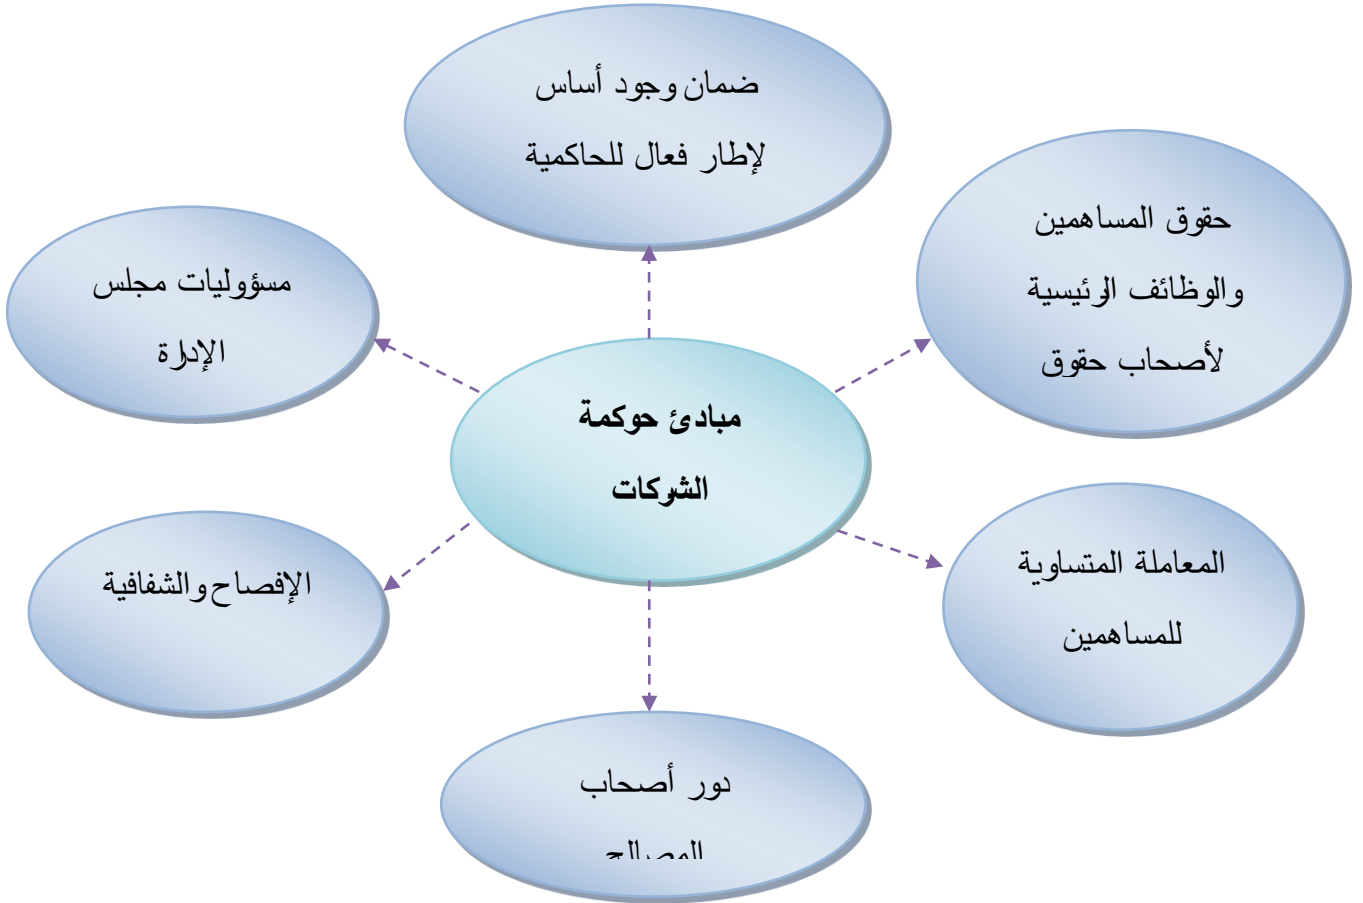 ضمان وجود أساس
لإطار فعال للحاكمية
حقوق المساهمين
والوظائف الرئيسية
لأصحاب حقوق
مسؤوليات مجلس
الإدارة
مبادئ حوكمة
الشركات
المعاملة المتساوية
للمساهمين
الإفصاح والشفافية
دور أصحاب
المصالح